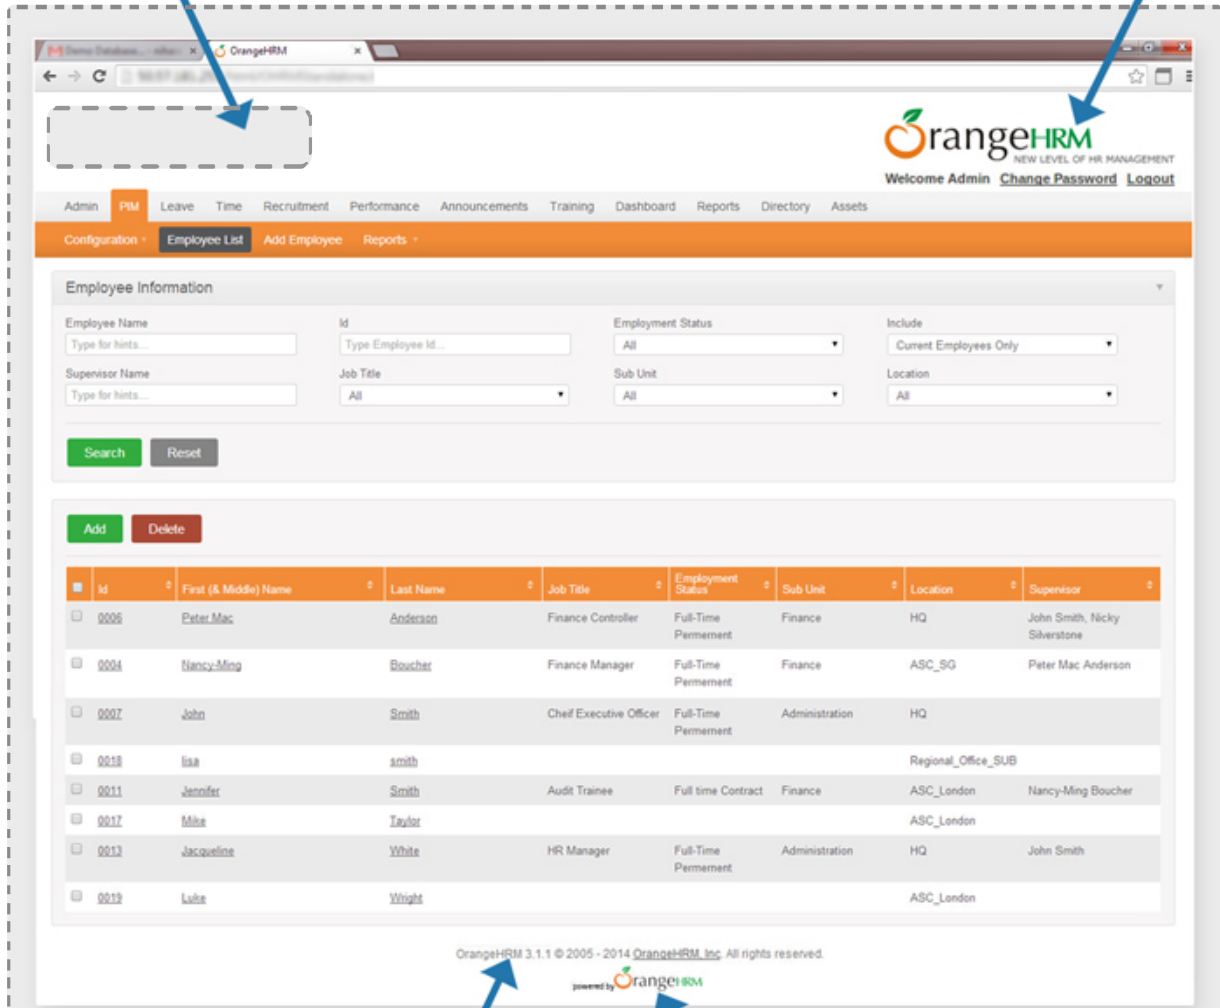 OrangeHRM
OrangeHRM
NEW LEVEL OF HR MANAGEMENT
Welcome Admin Change Password Logout
Admin PIM Leave Time Recruitment Performance Announcements Training Dashboard Reports Directory Assets
Configuration Employee List Add Employee Reports
Employee Information
Employee Name Id Employment Status Include
Type for hints... Type Employee Id... All Current Employees Only
Supervisor Name Job Title Sub Unit Location
Type for hints... All All All
Search Reset
Add Delete
Id First (& Middle) Name Last Name Job Title Employment Status Sub Unit Location Supervisor
0006 Peter Mac Anderson Finance Controller Full-Time Permement Finance HQ John Smith, Nicky Silverstone
0004 Nancy-Ming Boucher Finance Manager Full-Time Permement Finance ASC_SG Peter Mac Anderson
0007 John Smith Cheif Executive Officer Full-Time Permement Administration HQ
0018 lisa smith Regional_Office_SUB
0011 Jennifer Smith Audit Trainee Full time Contract Finance ASC_London Nancy-Ming Boucher
0017 Mike Taylor ASC_London
0013 Jacqueline White HR Manager Full-Time Permement Administration HQ John Smith
0019 Luke Wright ASC_London
OrangeHRM 3.1.1 © 2005 - 2014 OrangeHRM, Inc. All rights reserved.
powered by OrangeHRM